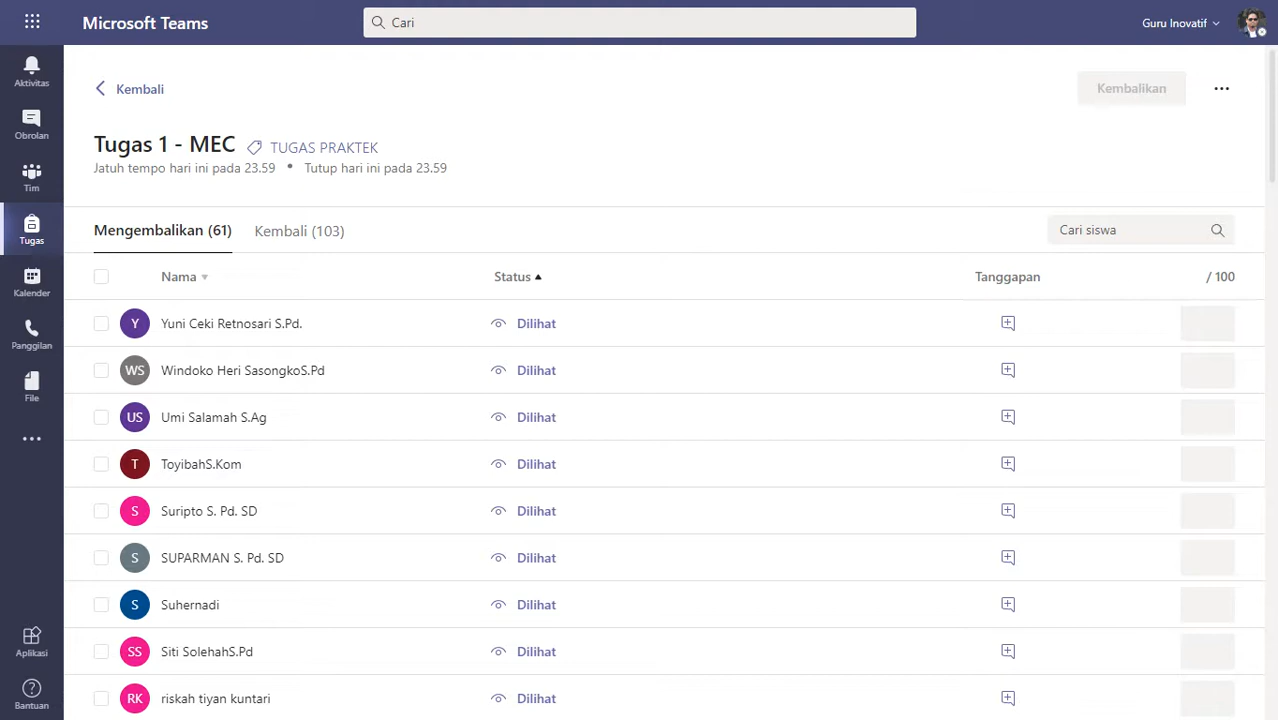 Microsoft Teams
Cari
Guru Inovatif
Aktivitas
Obrolan
Tim
Tugas
Kalender
Panggilan
File
Aplikasi
Bantuan
Kembali
Kembalikan
Tugas 1 - MEC TUGAS PRAKTEK
Jatuh tempo hari ini pada 23.59 • Tutup hari ini pada 23.59
Mengembalikan (61) Kembali (103)
Cari siswa
Nama Status Tanggapan / 100
Y Yuni Ceki Retnosari S.Pd. Dilihat
WS Windoko Heri SasongkoS.Pd Dilihat
US Umi Salamah S.Ag Dilihat
T ToyibahS.Kom Dilihat
S Suripto S. Pd. SD Dilihat
S SUPARMAN S. Pd. SD Dilihat
S Suhernadi Dilihat
SS Siti SolehahS.Pd Dilihat
RK riskah tiyan kuntari Dilihat